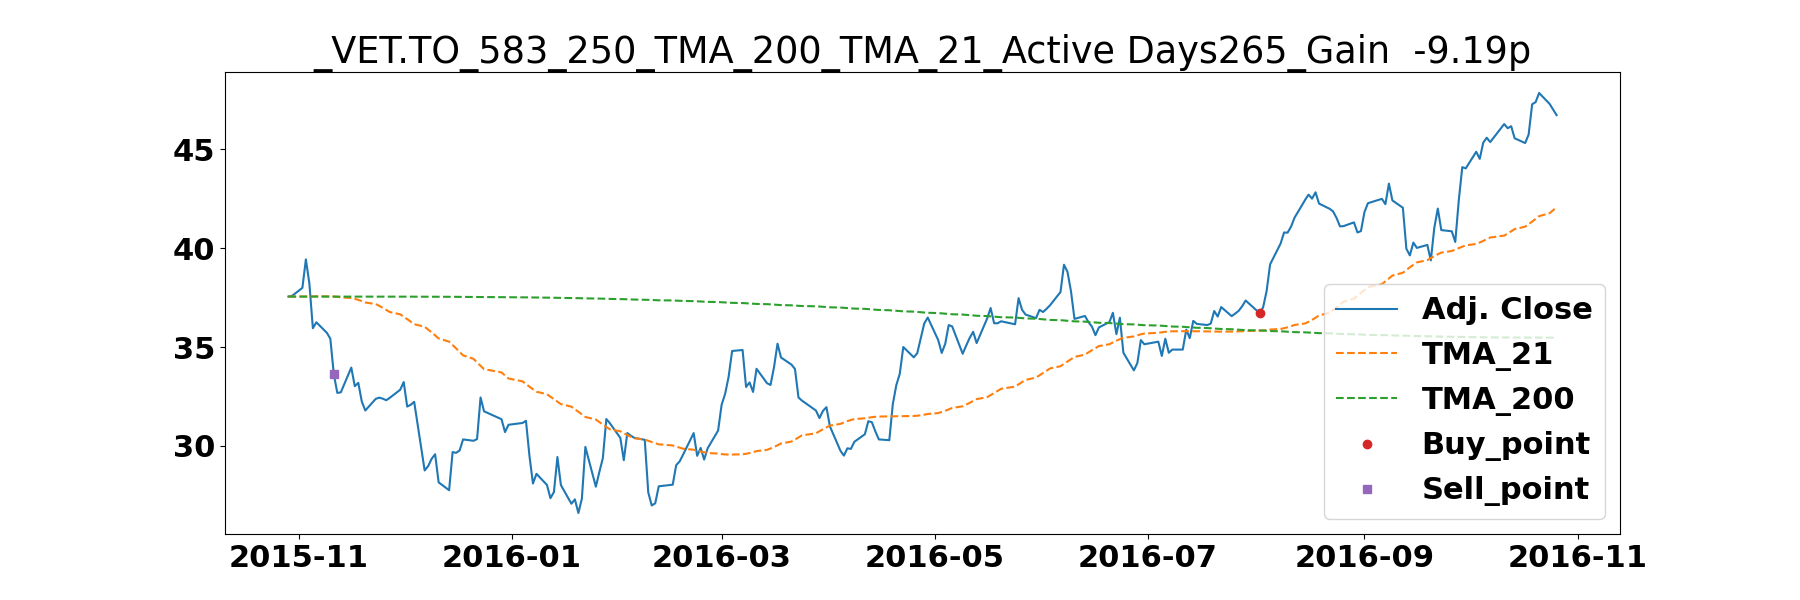 _VET.TO_583_250_TMA_200_TMA_21_Active Days265_Gain  -9.19p
45
40
35
30
Adj. Close
TMA_21
TMA_200
Buy_point
Sell_point
2015-11 2016-01 2016-03 2016-05 2016-07 2016-09 2016-11